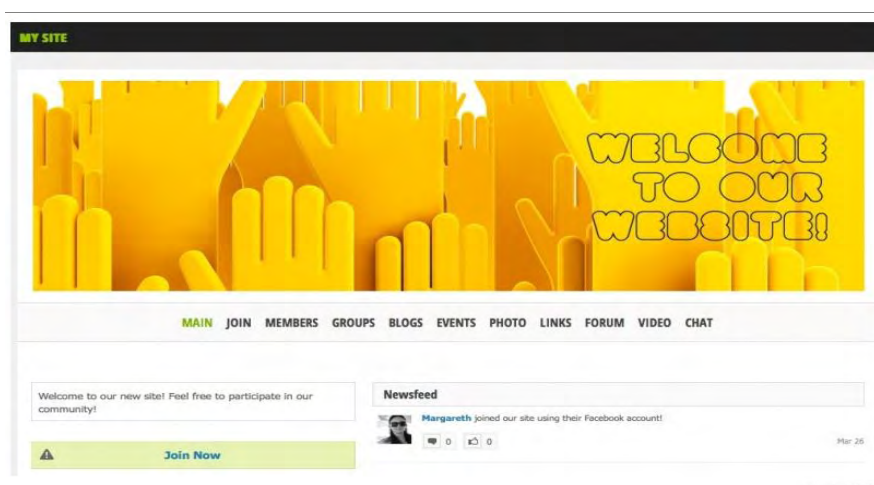 MY SITE
WELCOME
TO OUR
WEBSITE!
MAIN JOIN MEMBERS GROUPS BLOGS EVENTS PHOTO LINKS FORUM VIDEO CHAT
Welcome to our new site! Feel free to participate in our
community!
Join Now
Newsfeed
Margareth joined our site using their Facebook account!
0 0
Mar 26